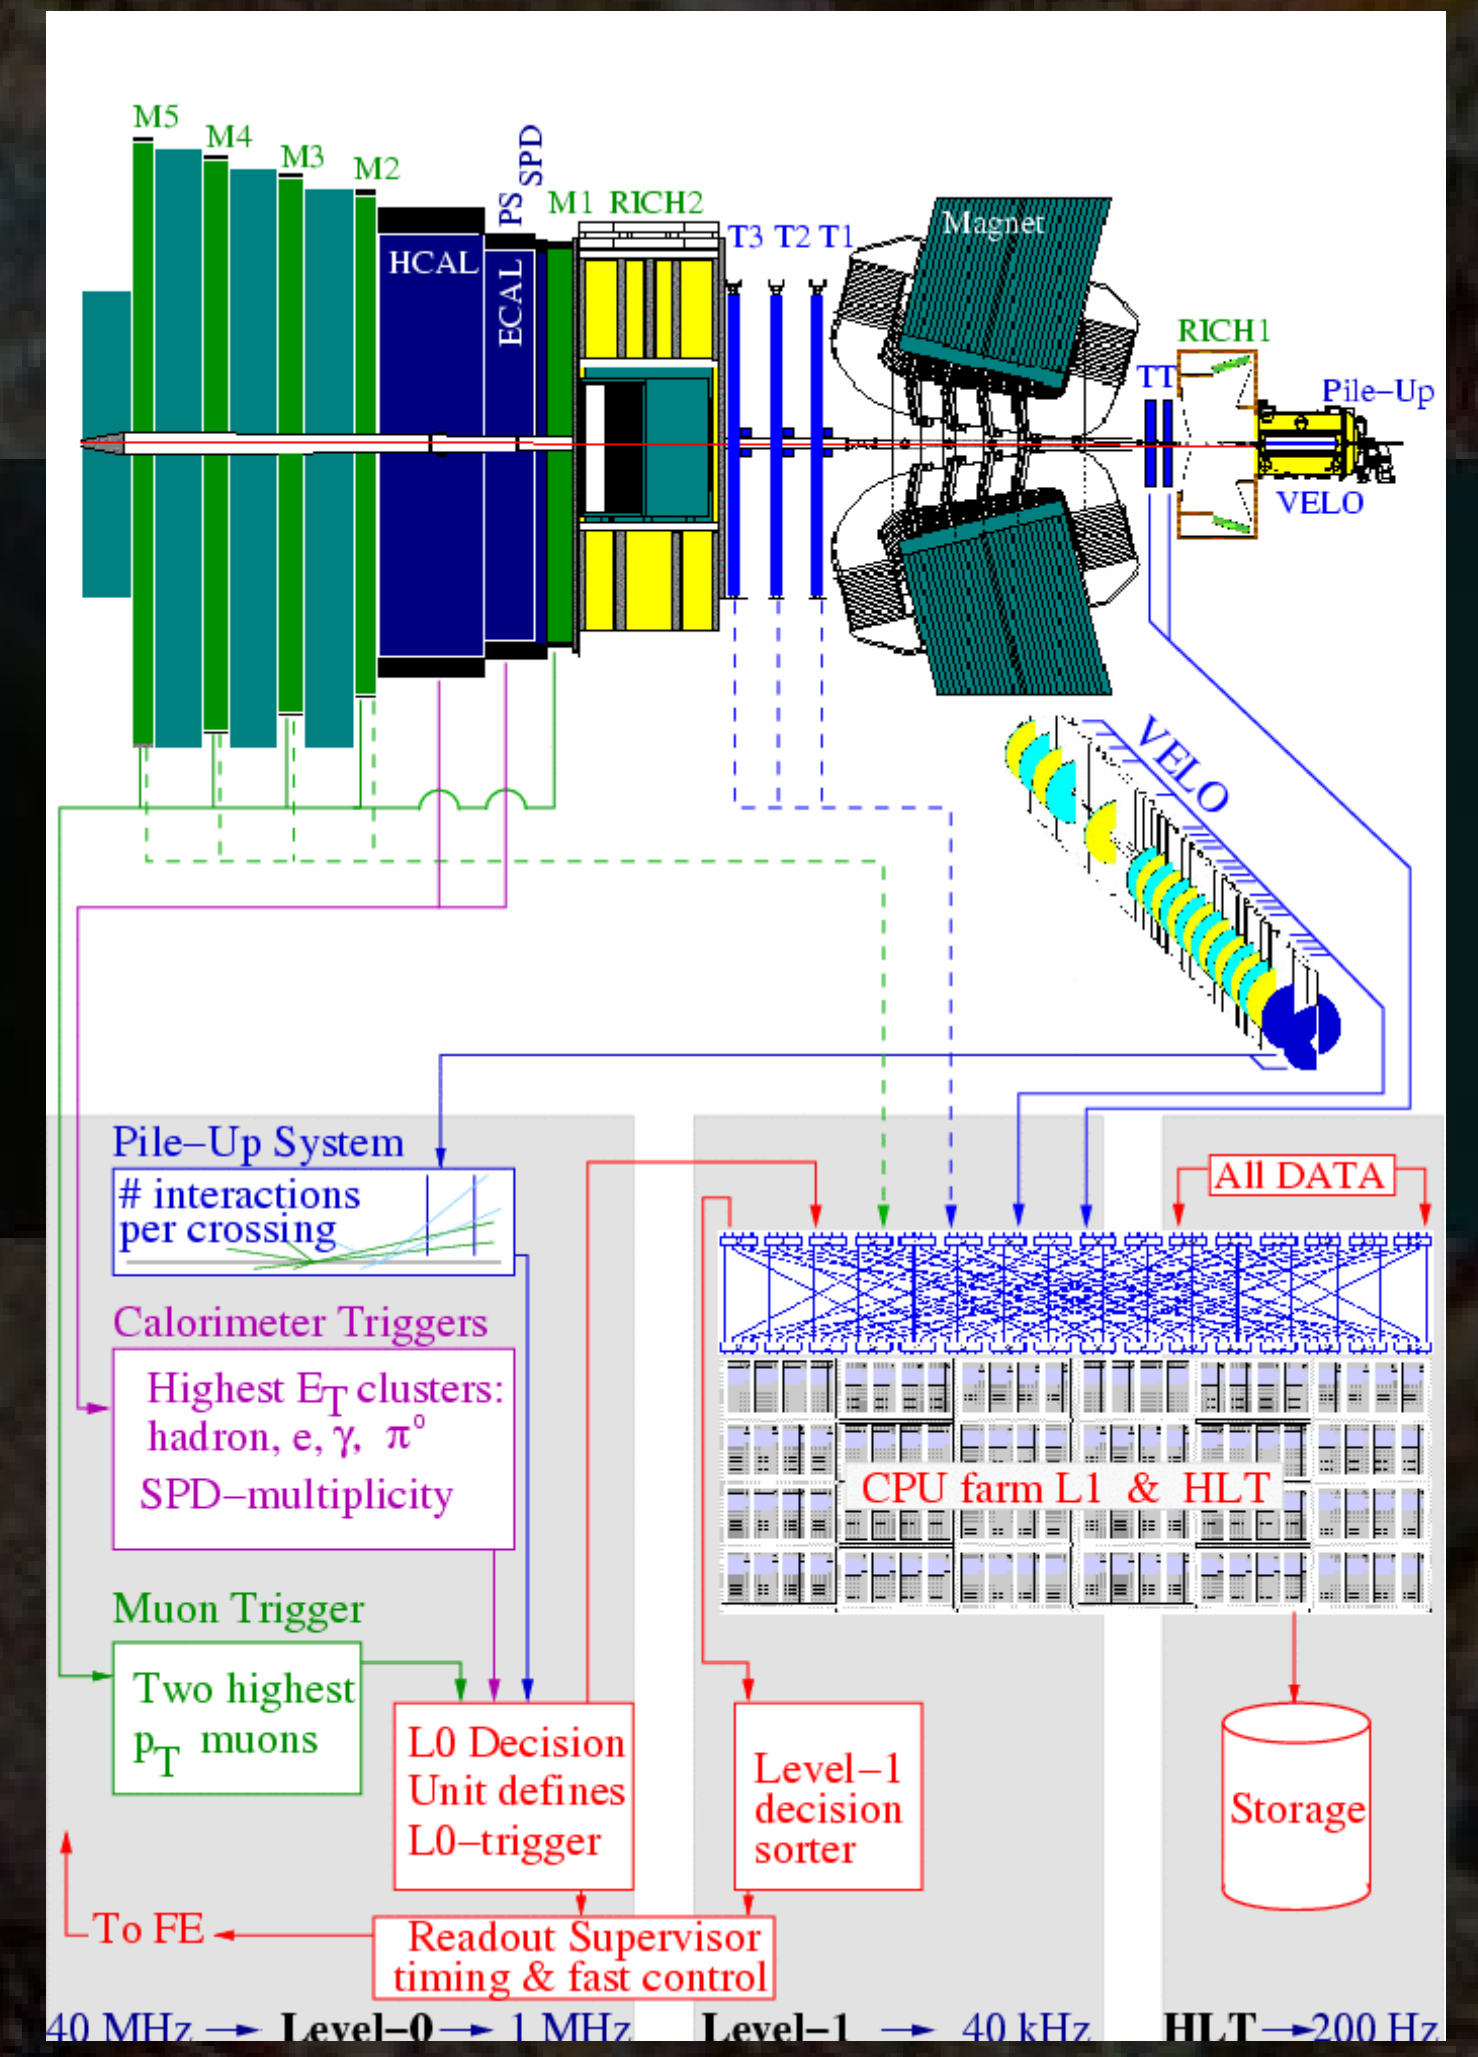 M5
M4
M3
M2
HCAL
PS
SPD
ECAL
M1
RICH2
T3
T2
T1
Magnet
TT
RICH1
Pile–Up
VELO
VELO
Pile–Up System
# interactions
per crossing
Calorimeter Triggers
Highest ET clusters:
hadron, e, γ, π°
SPD–multiplicity
Muon Trigger
Two highest
pT muons
L0 Decision
Unit defines
L0–trigger
All DATA
CPU farm L1 & HLT
Level–1
decision
sorter
Storage
To FE
Readout Supervisor
timing & fast control
40 MHz → Level–0 → 1 MHz
Level–1 → 40 kHz
HLT → 200 Hz